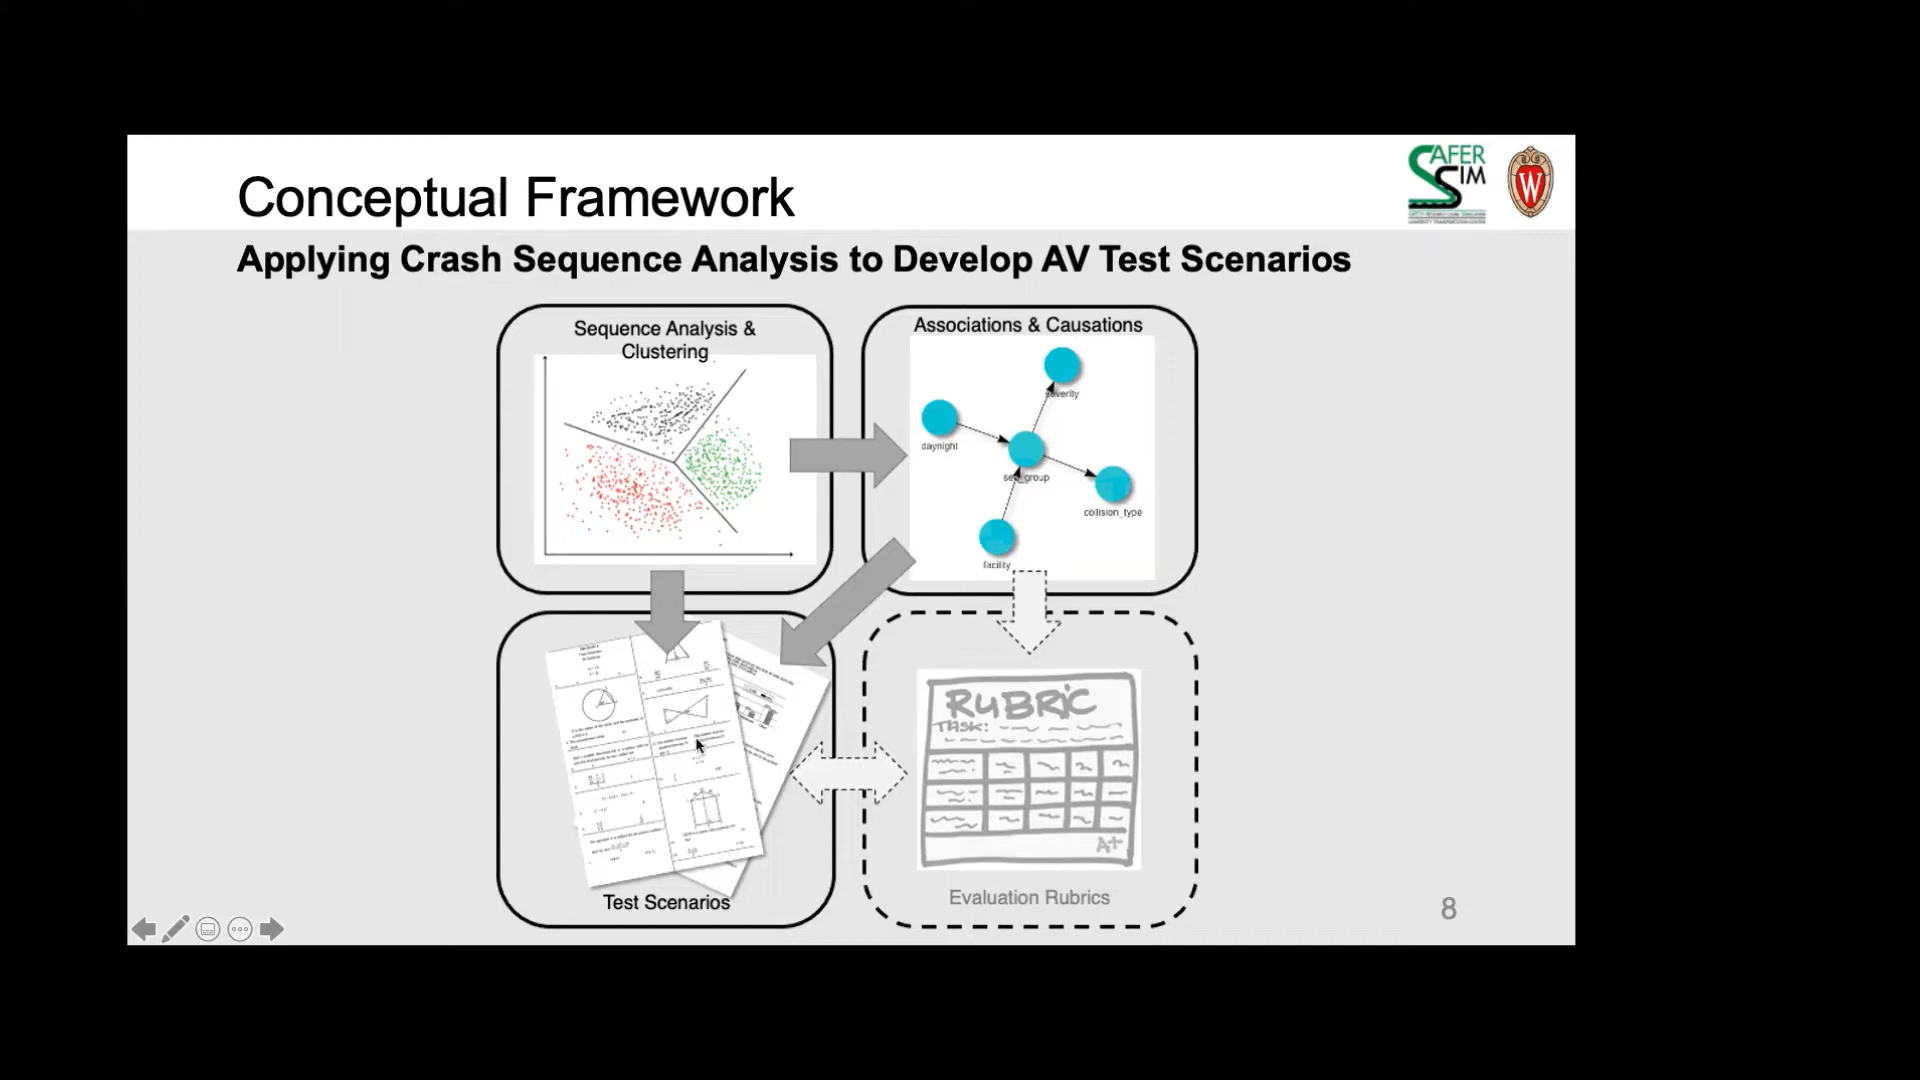 Conceptual Framework
SAFER
SIM
W
Applying Crash Sequence Analysis to Develop AV Test Scenarios
Sequence Analysis &
Clustering
Associations & Causations
severity
daynight
seq_group
collision_type
facility
RUBRIC
TASK:
A+
Test Scenarios
Evaluation Rubrics
8